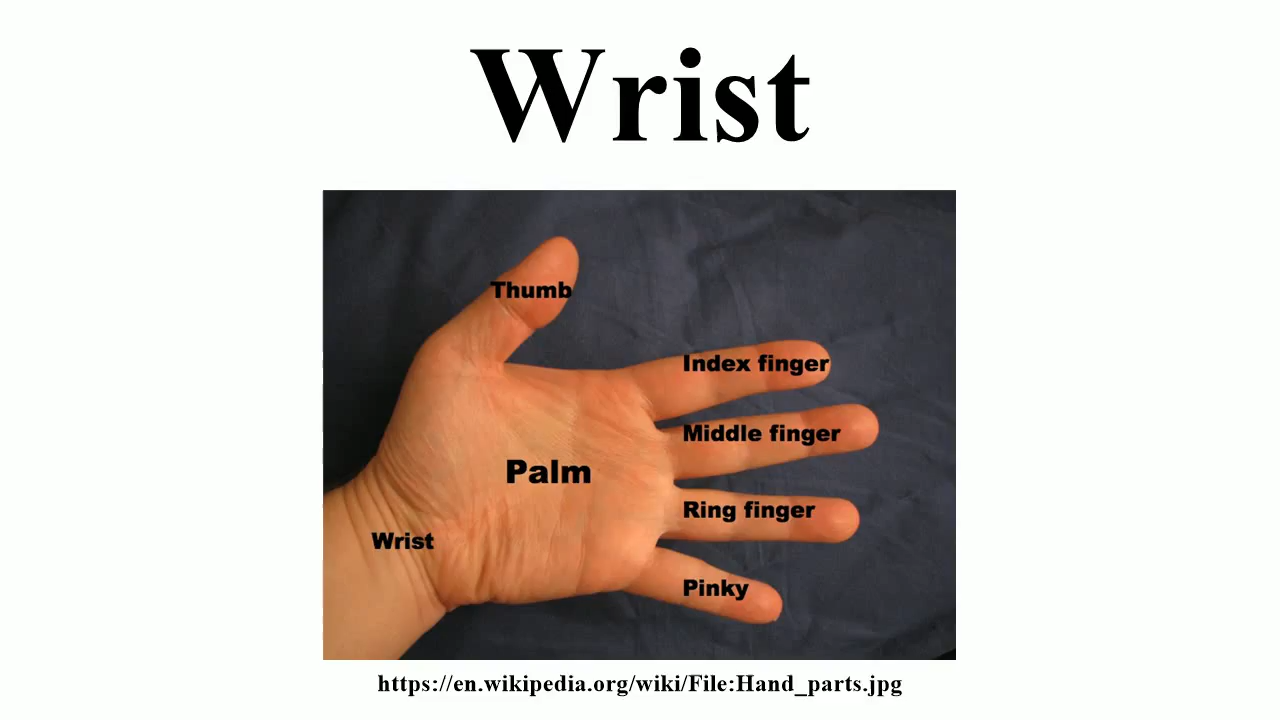 Wrist
Thumb
Index finger
Middle finger
Palm
Ring finger
Wrist
Pinky
https://en.wikipedia.org/wiki/File:Hand_parts.jpg